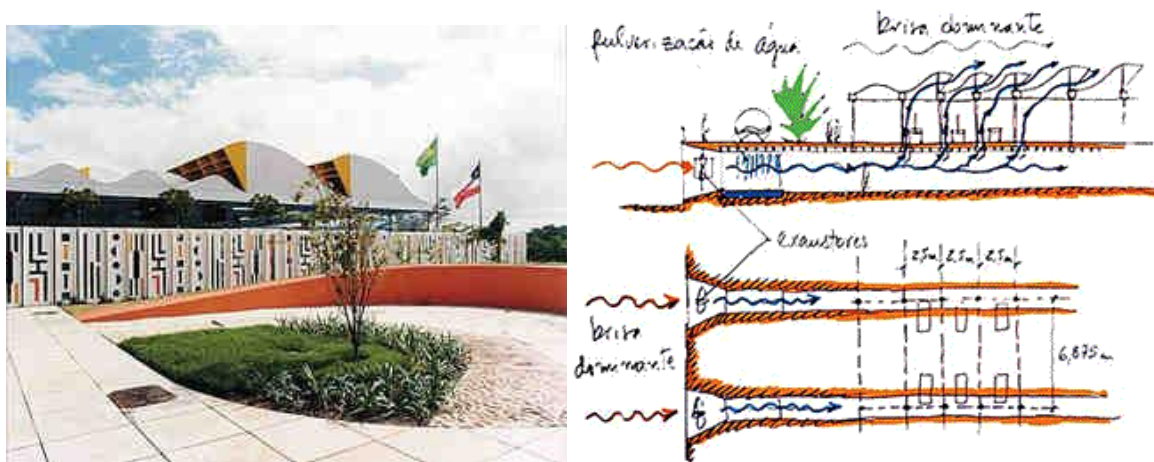 pulverização de água
brisa dominante
exaustores
2,5m 2,5m 2,5m
brisa
dominante
6,875m